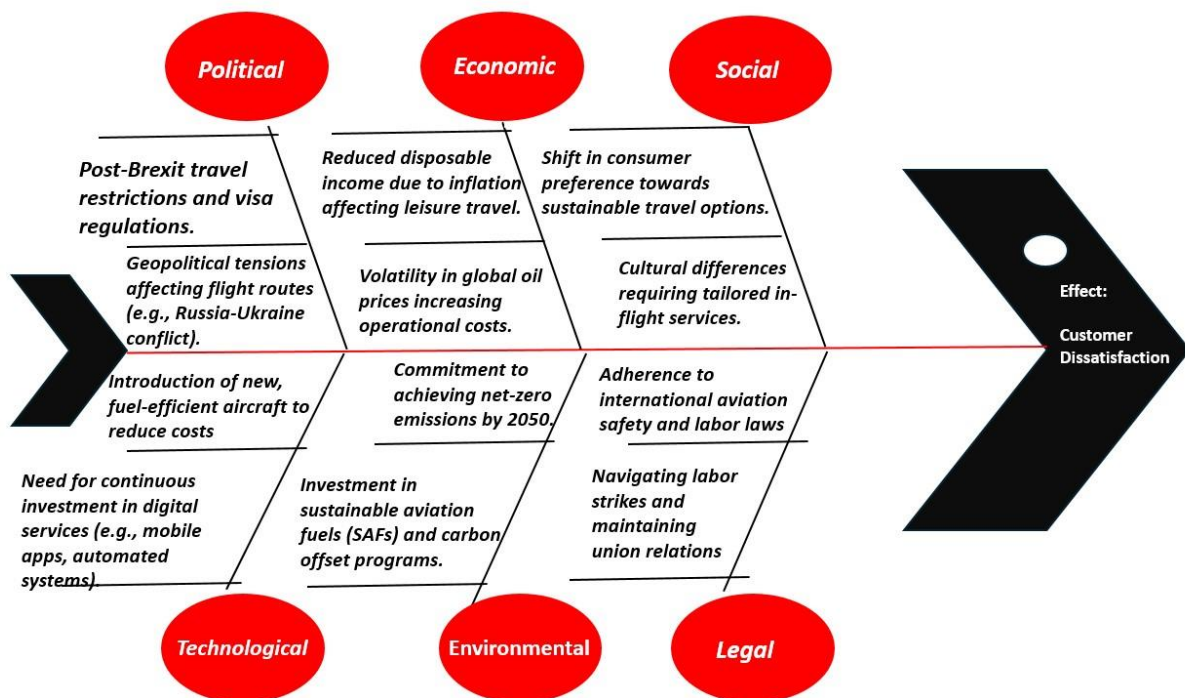 Political
Economic
Social
Post-Brexit travel
restrictions and visa
regulations.
Reduced disposable
income due to inflation
affecting leisure travel.
Shift in consumer
preference towards
sustainable travel options.
Geopolitical tensions
affecting flight routes
(e.g., Russia-Ukraine
conflict).
Volatility in global oil
prices increasing
operational costs.
Cultural differences
requiring tailored in-
flight services.
Effect:
Customer
Dissatisfaction
Introduction of new,
fuel-efficient aircraft to
reduce costs
Commitment to
achieving net-zero
emissions by 2050.
Adherence to
international aviation
safety and labor laws
Need for continuous
investment in digital
services (e.g., mobile
apps, automated
systems).
Investment in
sustainable aviation
fuels (SAFs) and carbon
offset programs.
Navigating labor
strikes and
maintaining
union relations
Technological
Environmental
Legal